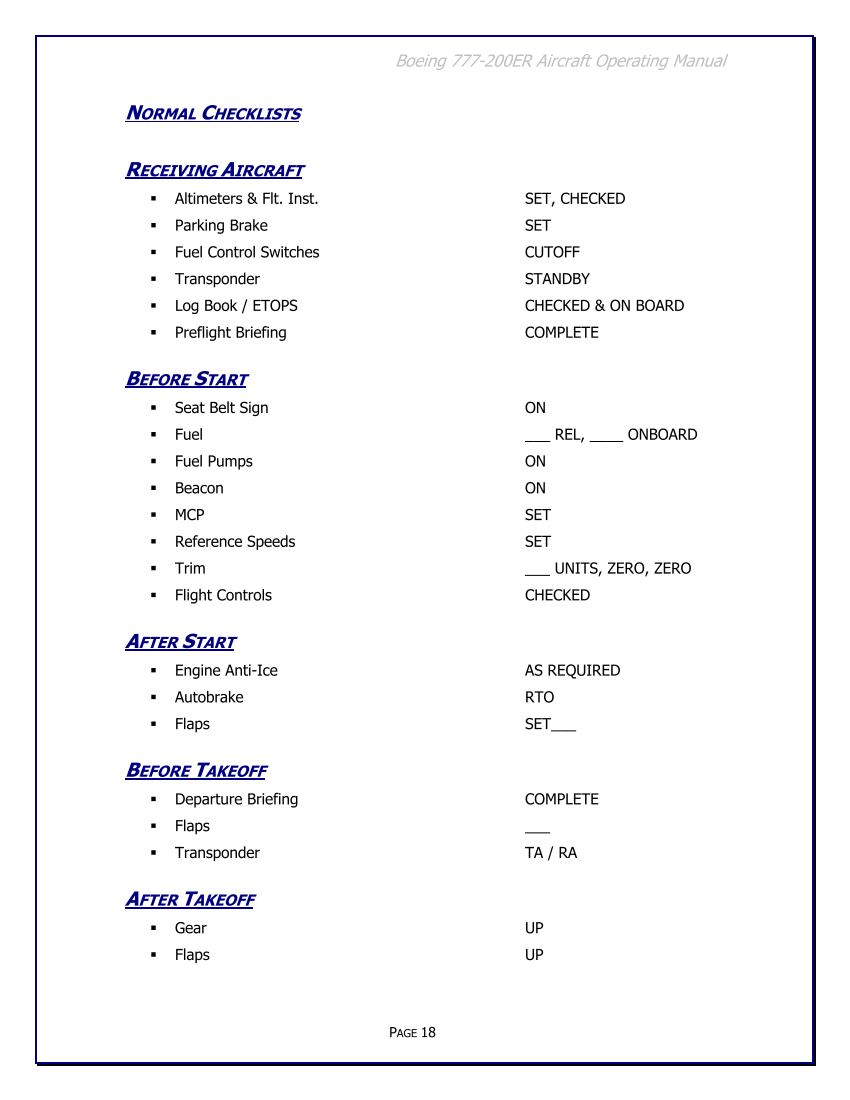 Boeing 777-200ER Aircraft Operating Manual
NORMAL CHECKLISTS
RECEIVING AIRCRAFT
▪ Altimeters & Flt. Inst. SET, CHECKED
▪ Parking Brake SET
▪ Fuel Control Switches CUTOFF
▪ Transponder STANDBY
▪ Log Book / ETOPS CHECKED & ON BOARD
▪ Preflight Briefing COMPLETE
BEFORE START
▪ Seat Belt Sign ON
▪ Fuel ___ REL, ____ ONBOARD
▪ Fuel Pumps ON
▪ Beacon ON
▪ MCP SET
▪ Reference Speeds SET
▪ Trim ___ UNITS, ZERO, ZERO
▪ Flight Controls CHECKED
AFTER START
▪ Engine Anti-Ice AS REQUIRED
▪ Autobrake RTO
▪ Flaps SET___
BEFORE TAKEOFF
▪ Departure Briefing COMPLETE
▪ Flaps ___
▪ Transponder TA / RA
AFTER TAKEOFF
▪ Gear UP
▪ Flaps UP
PAGE 18